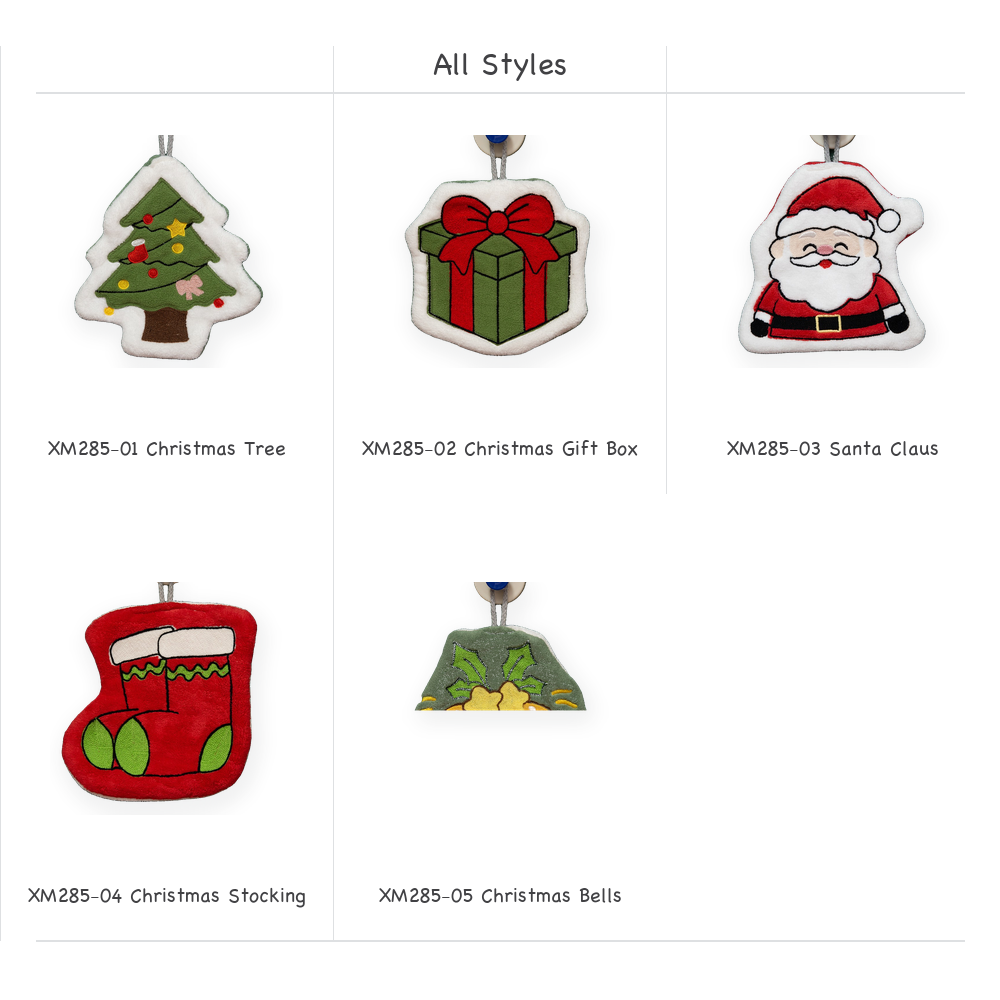 All Styles
XM285-01 Christmas Tree
XM285-02 Christmas Gift Box
XM285-03 Santa Claus
XM285-04 Christmas Stocking
XM285-05 Christmas Bells